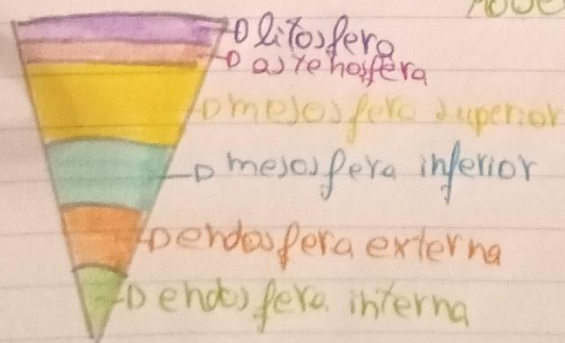 litosfera
astenosfera
mesosfera superior
mesosfera inferior
endosfera externa
endosfera interna